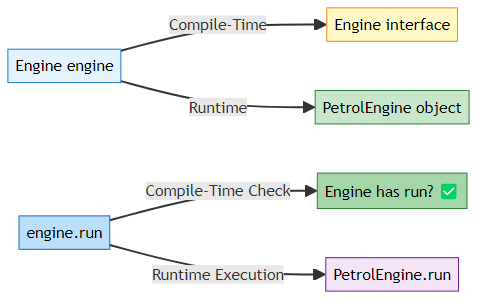 Compile-Time
Engine interface
Engine engine
Runtime
PetrolEngine object
Compile-Time Check
Engine has run? ✅
engine.run
Runtime Execution
PetrolEngine.run